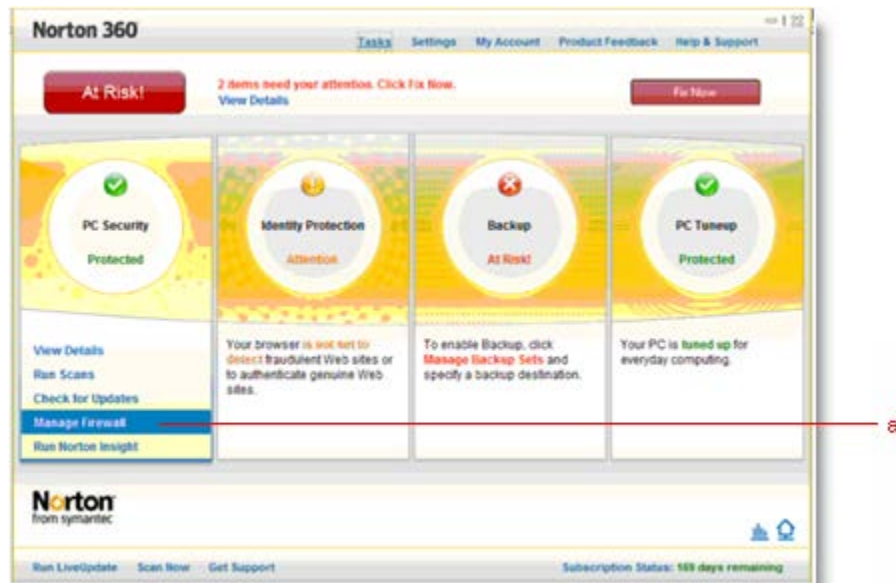 Norton 360
Tasks Settings My Account Product Feedback Help & Support
At Risk!
2 items need your attention. Click Fix Now.
View Details
Fix Now
PC Security
Protected
View Details
Run Scans
Check for Updates
Manage Firewall
Run Norton Insight
Identity Protection
Attention
Your browser is not set to
detect fraudulent Web sites or
to authenticate genuine Web
sites.
Backup
At Risk!
To enable Backup, click
Manage Backup Sets and
specify a backup destination.
PC Tuneup
Protected
Your PC is tuned up for
everyday computing.
a
Norton
from symantec
Run LiveUpdate Scan Now Get Support
Subscription Status: 169 days remaining